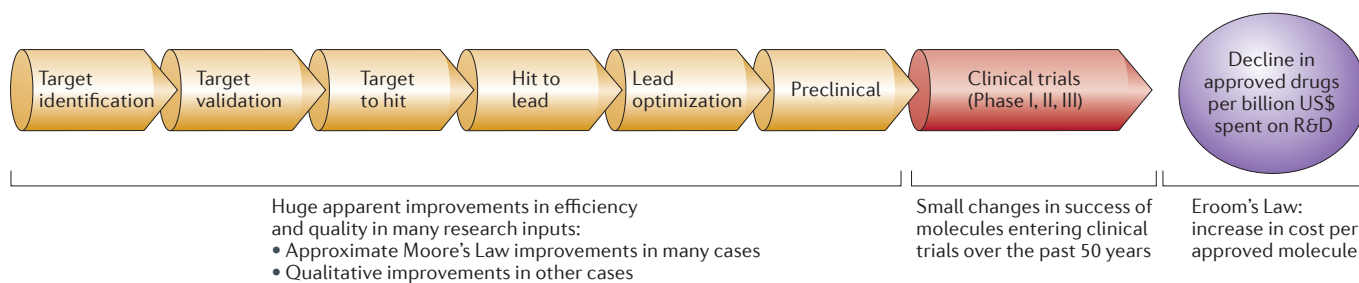 Target
identification
Target
validation
Target
to hit
Hit to
lead
Lead
optimization
Preclinical
Clinical trials
(Phase I, II, III)
Decline in
approved drugs
per billion US$
spent on R&D
Huge apparent improvements in efficiency
and quality in many research inputs:
• Approximate Moore's Law improvements in many cases
• Qualitative improvements in other cases
Small changes in success of
molecules entering clinical
trials over the past 50 years
Eroom's Law:
increase in cost per
approved molecule